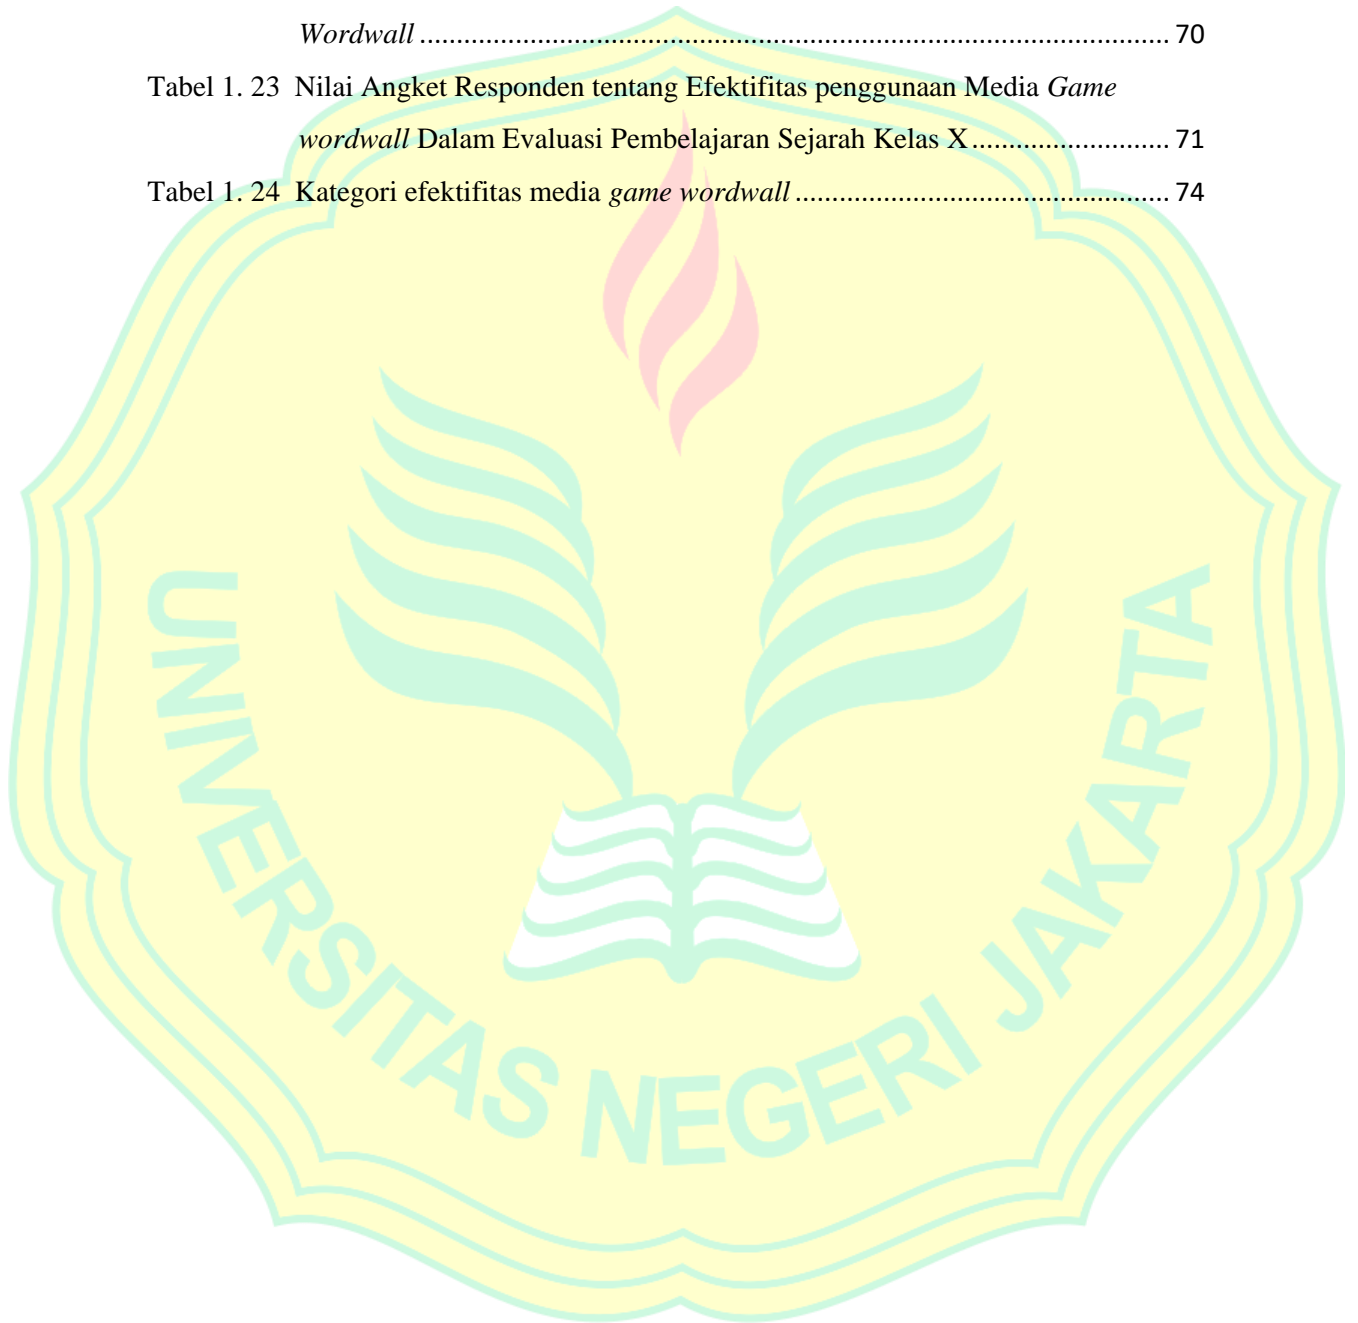 Wordwall ........................................................................................................ 70
Tabel 1. 23 Nilai Angket Responden tentang Efektifitas penggunaan Media Game
wordwall Dalam Evaluasi Pembelajaran Sejarah Kelas X ........................... 71
Tabel 1. 24 Kategori efektifitas media game wordwall ................................................... 74
UNIVERSITAS NEGERI JAKARTA